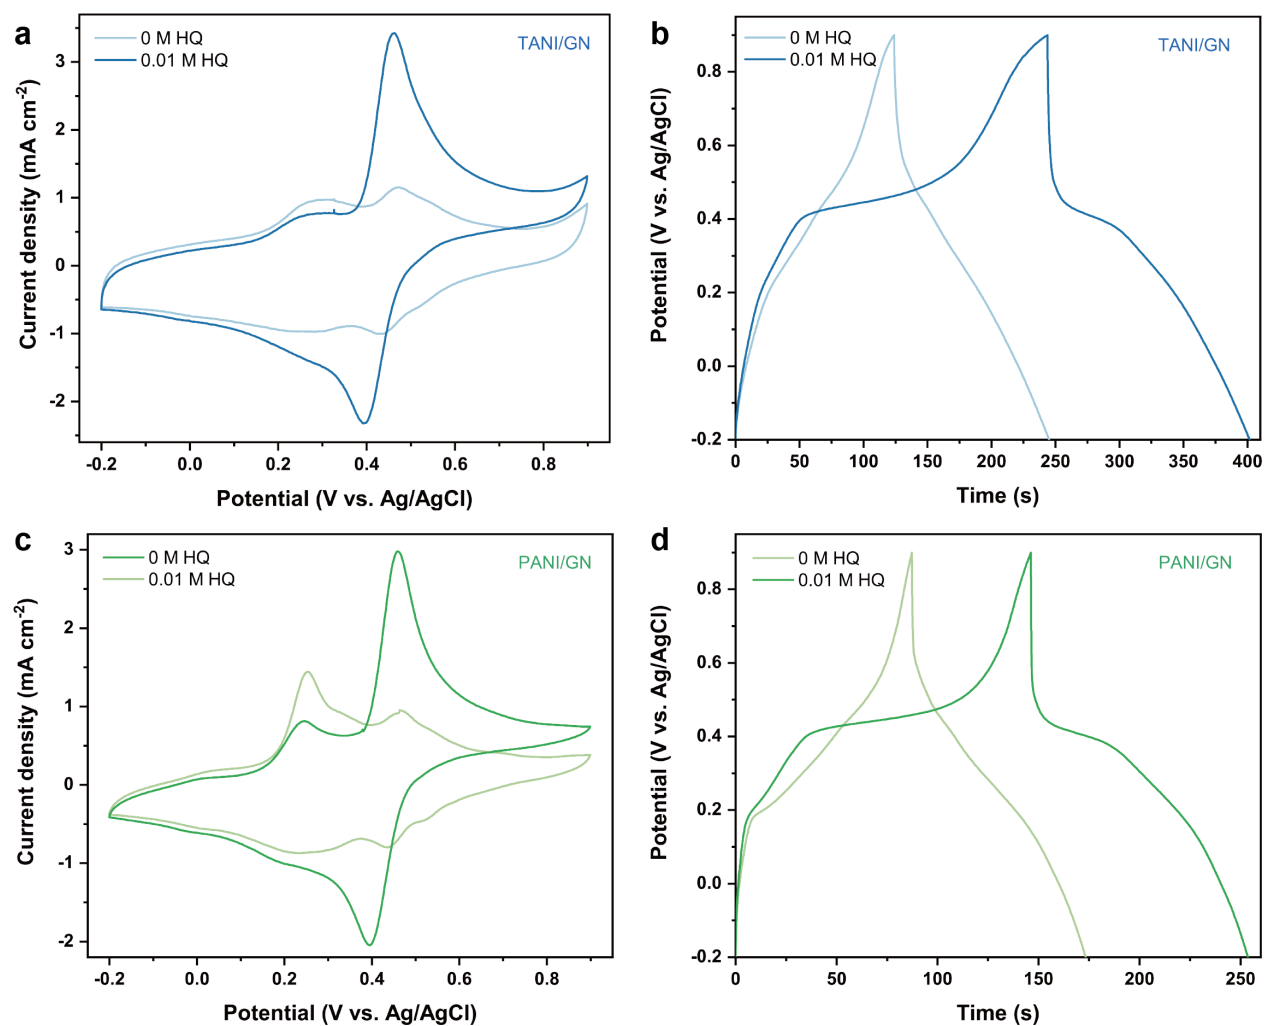 a
0 M HQ
0.01 M HQ
TANI/GN
3
2
1
0
-1
-2
Current density (mA cm-2)
-0.2 0.0 0.2 0.4 0.6 0.8
Potential (V vs. Ag/AgCl)
b
0 M HQ
0.01 M HQ
TANI/GN
0.8
0.6
0.4
0.2
0.0
-0.2
Potential (V vs. Ag/AgCl)
0 50 100 150 200 250 300 350 400
Time (s)
c
0 M HQ
0.01 M HQ
PANI/GN
3
2
1
0
-1
-2
Current density (mA cm-2)
-0.2 0.0 0.2 0.4 0.6 0.8
Potential (V vs. Ag/AgCl)
d
0 M HQ
0.01 M HQ
PANI/GN
0.8
0.6
0.4
0.2
0.0
-0.2
Potential (V vs. Ag/AgCl)
0 50 100 150 200 250
Time (s)